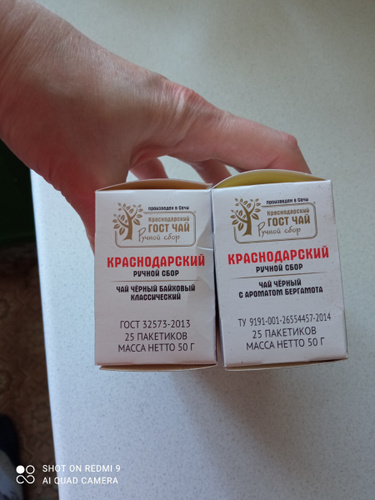 произведен в Сочи
Краснодарский
ГОСТ ЧАЙ
Ручной сбор
КРАСНОДАРСКИЙ
РУЧНОЙ СБОР
ЧАЙ ЧЁРНЫЙ БАЙХОВЫЙ
КЛАССИЧЕСКИЙ
ГОСТ 32573-2013
25 ПАКЕТИКОВ
МАССА НЕТТО 50 Г
произведен в Сочи
Краснодарский
ГОСТ ЧАЙ
Ручной сбор
КРАСНОДАРСКИЙ
РУЧНОЙ СБОР
ЧАЙ ЧЁРНЫЙ
С АРОМАТОМ БЕРГАМОТА
ТУ 9191-001-26554457-2014
25 ПАКЕТИКОВ
МАССА НЕТТО 50 Г
SHOT ON REDMI 9
AI QUAD CAMERA